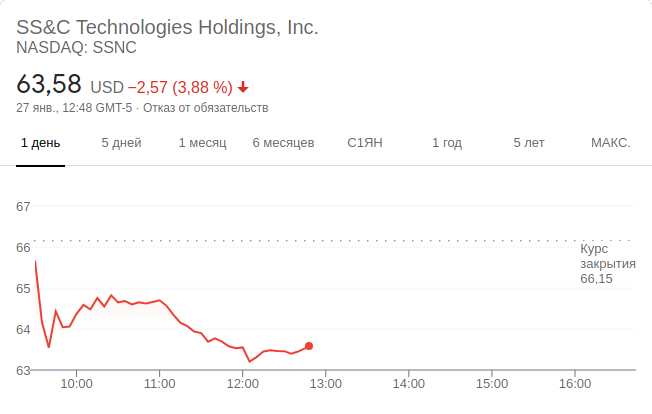 SS&C Technologies Holdings, Inc.
NASDAQ: SSNC
63,58 USD −2,57 (3,88 %)
27 янв., 12:48 GMT-5 · Отказ от обязательств
1 день 5 дней 1 месяц 6 месяцев С1ЯН 1 год 5 лет МАКС.
67
66
Курс
закрытия
66,15
65
64
63
10:00 11:00 12:00 13:00 14:00 15:00 16:00